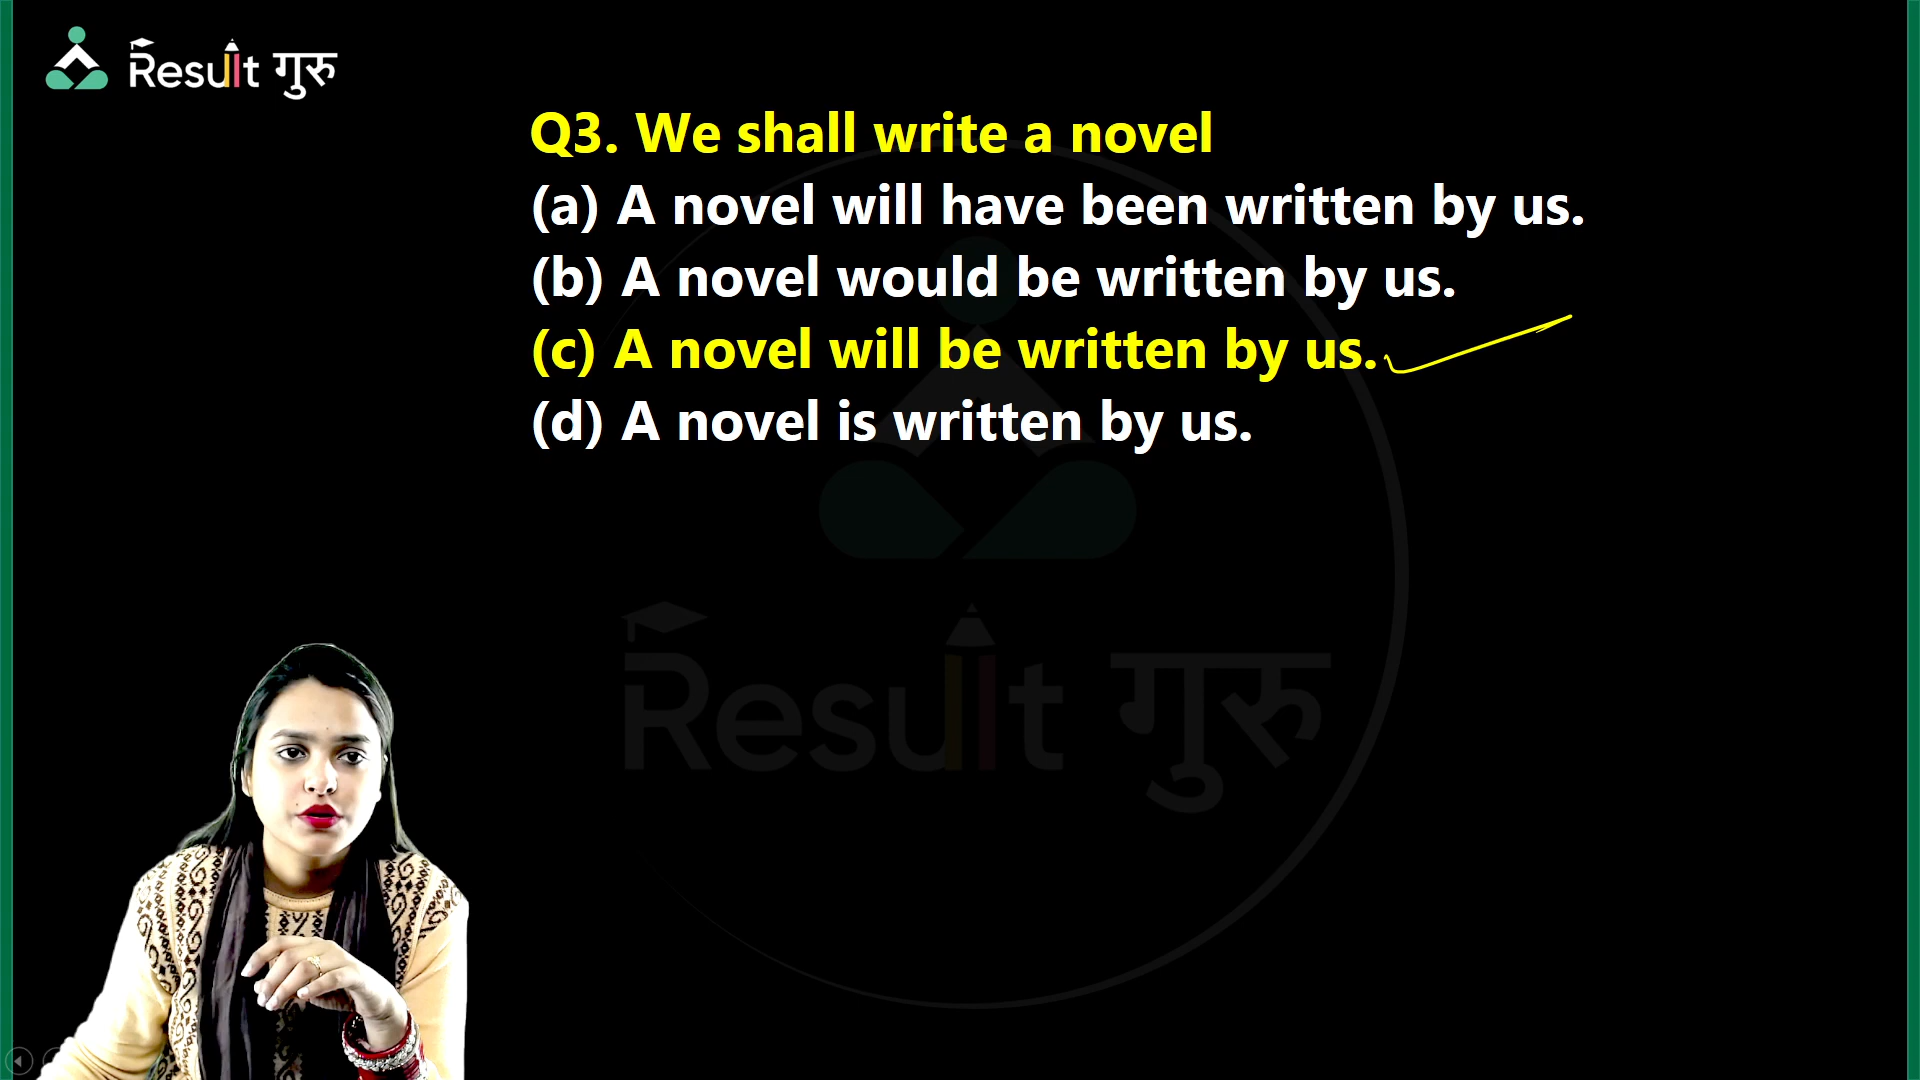 Result गुरु
Q3. We shall write a novel
(a) A novel will have been written by us.
(b) A novel would be written by us.
(c) A novel will be written by us.
(d) A novel is written by us.
Result गुरु